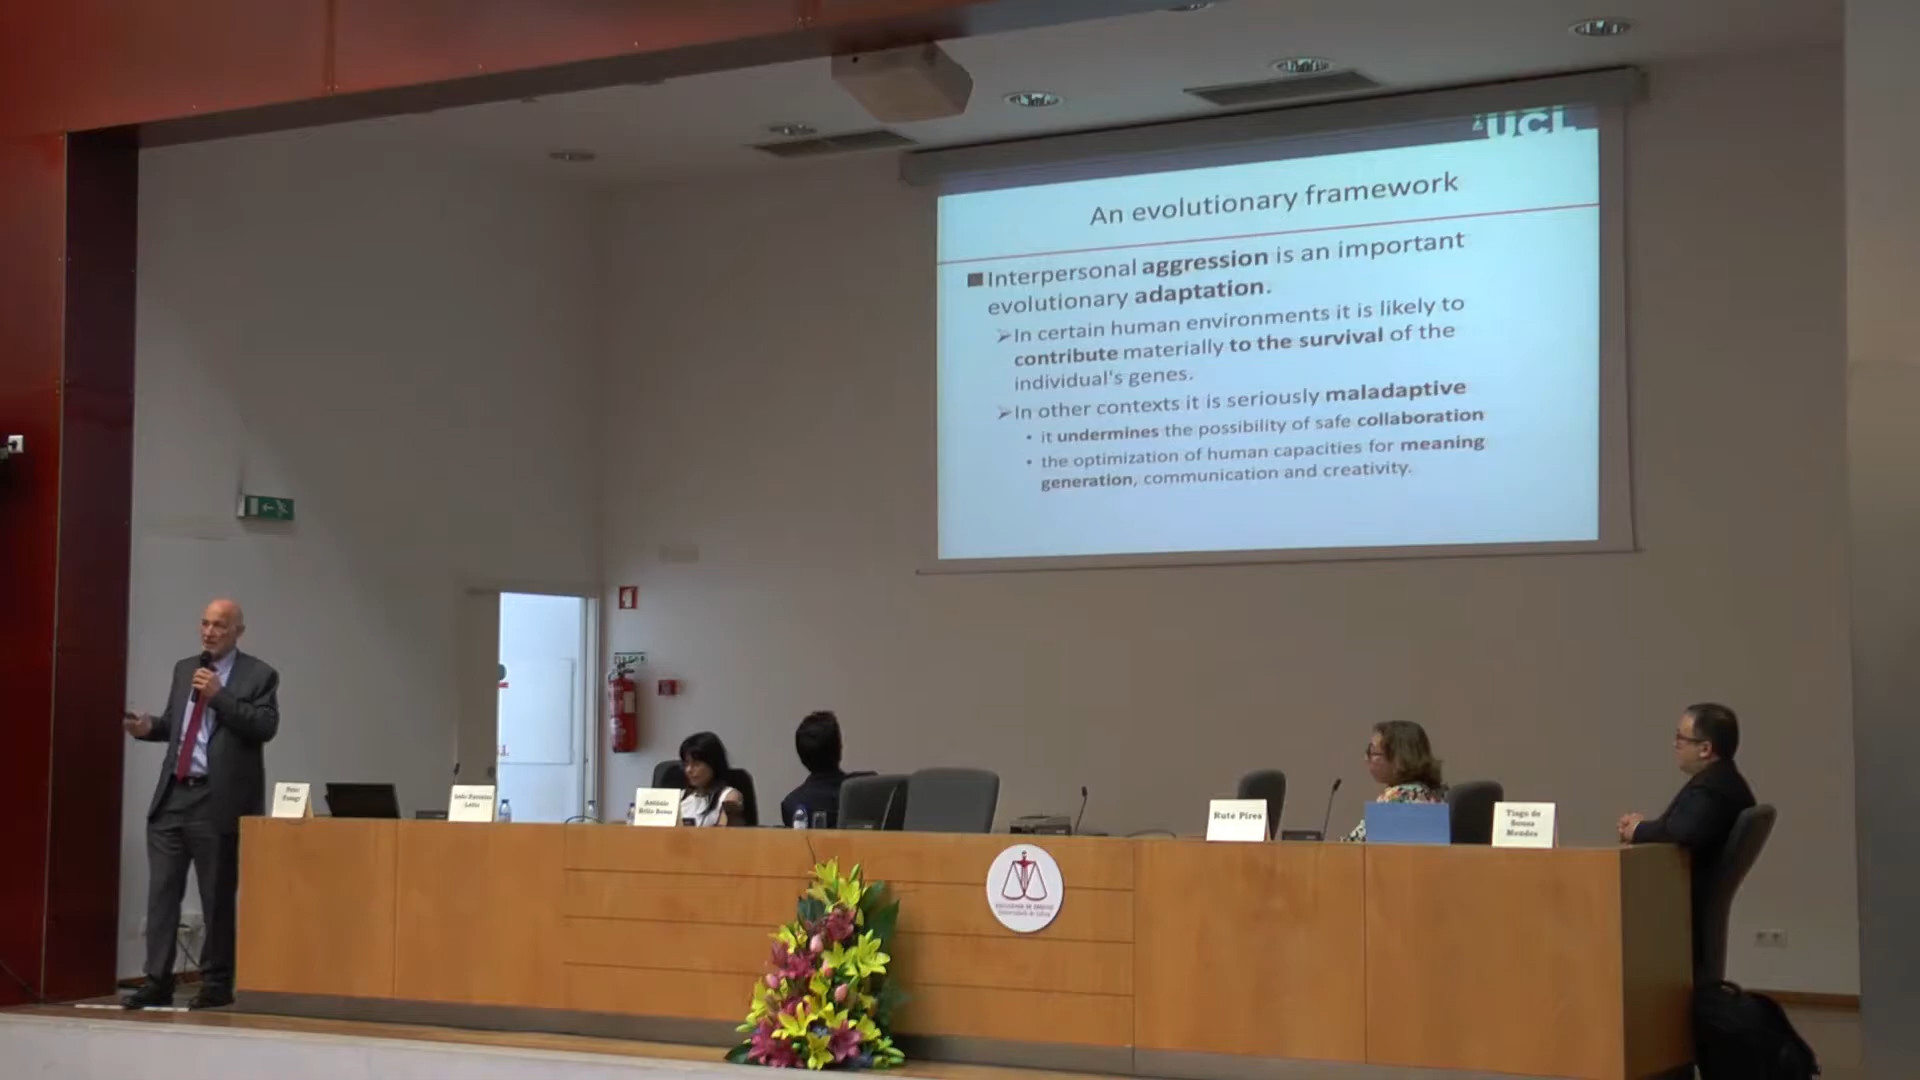 UCL
An evolutionary framework
Interpersonal aggression is an important
evolutionary adaptation.
In certain human environments it is likely to
contribute materially to the survival of the
individual's genes.
In other contexts it is seriously maladaptive
• it undermines the possibility of safe collaboration
• the optimization of human capacities for meaning
generation, communication and creativity.
Peter
Rute Pires
Tiago de
Sousa
Mendes